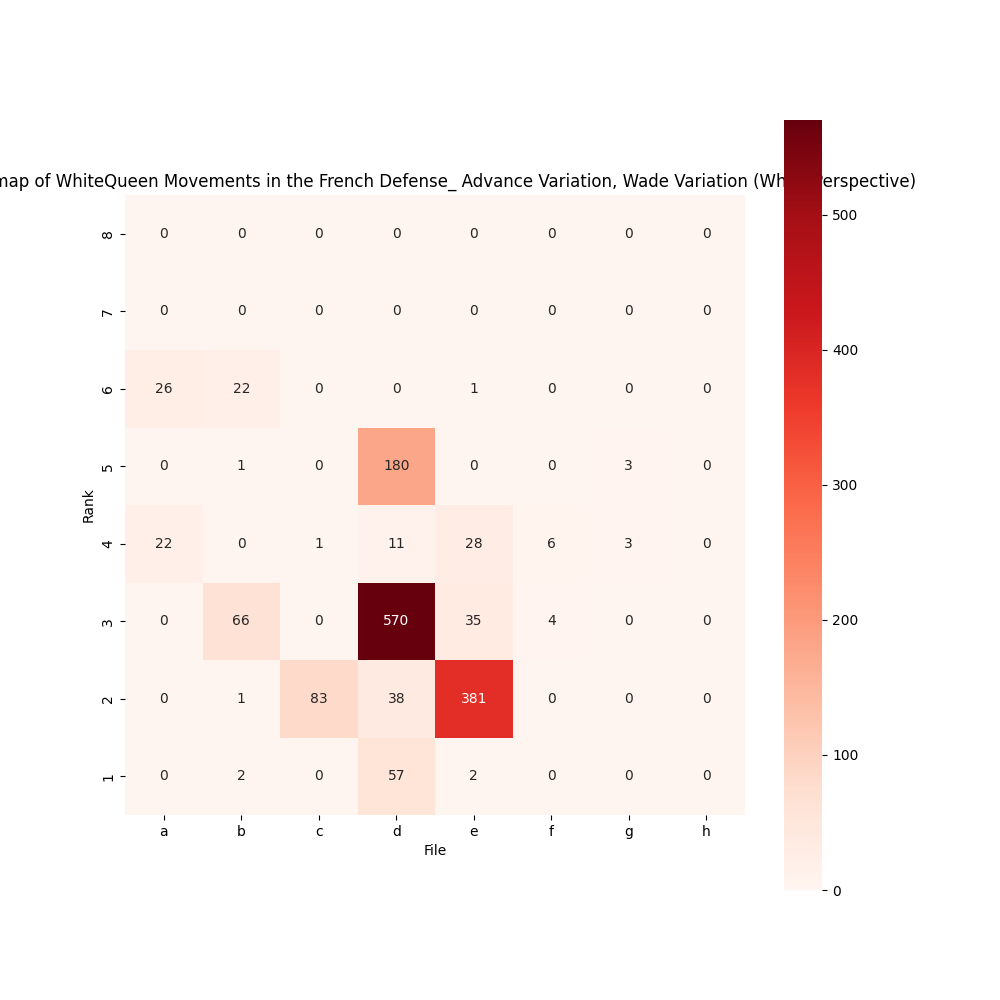 map of WhiteQueen Movements in the French Defense_ Advance Variation, Wade Variation (Wh erspective)
8 0 0 0 0 0 0 0 0
7 0 0 0 0 0 0 0 0
6 26 22 0 0 1 0 0 0
5 0 1 0 180 0 0 3 0
4 22 0 1 11 28 6 3 0
3 0 66 0 570 35 4 0 0
2 0 1 83 38 381 0 0 0
1 0 2 0 57 2 0 0 0
a b c d e f g h
File
Rank
500
400
300
200
100
0